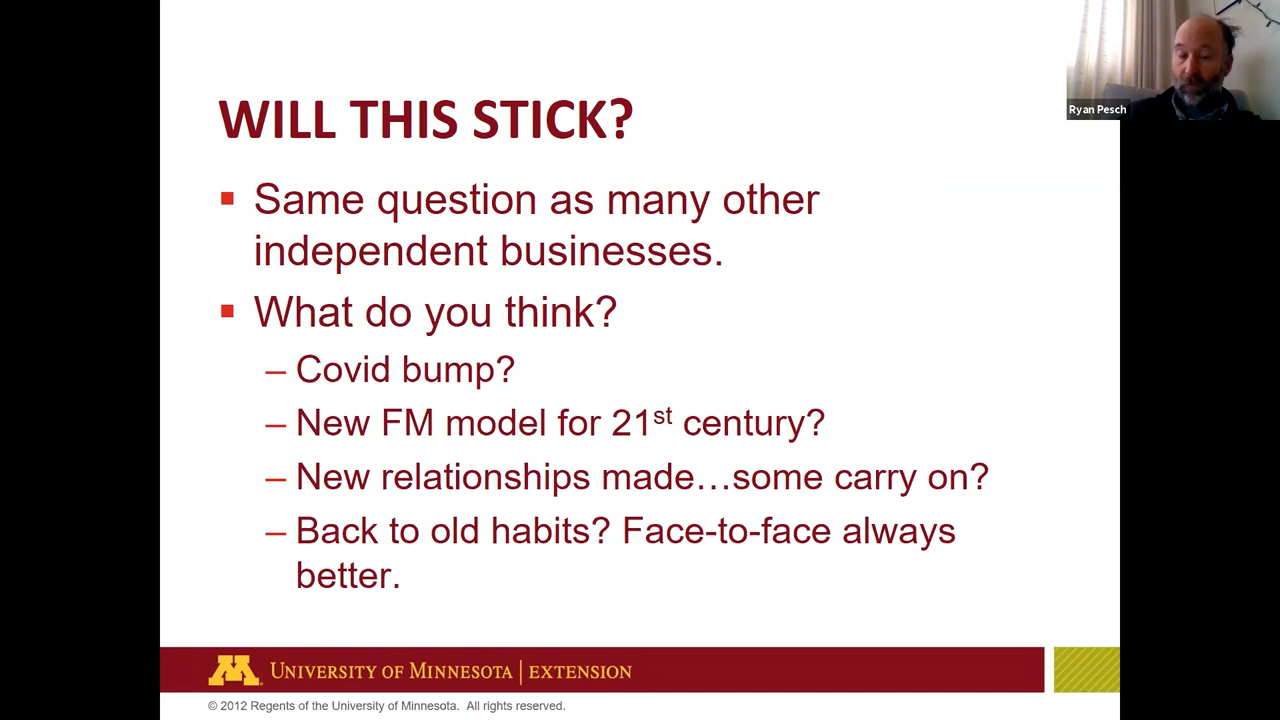 WILL THIS STICK?
▪ Same question as many other
independent businesses.
▪ What do you think?
– Covid bump?
– New FM model for 21st century?
– New relationships made…some carry on?
– Back to old habits? Face-to-face always
better.
Ryan Pesch
M UNIVERSITY OF MINNESOTA | EXTENSION
© 2012 Regents of the University of Minnesota. All rights reserved.